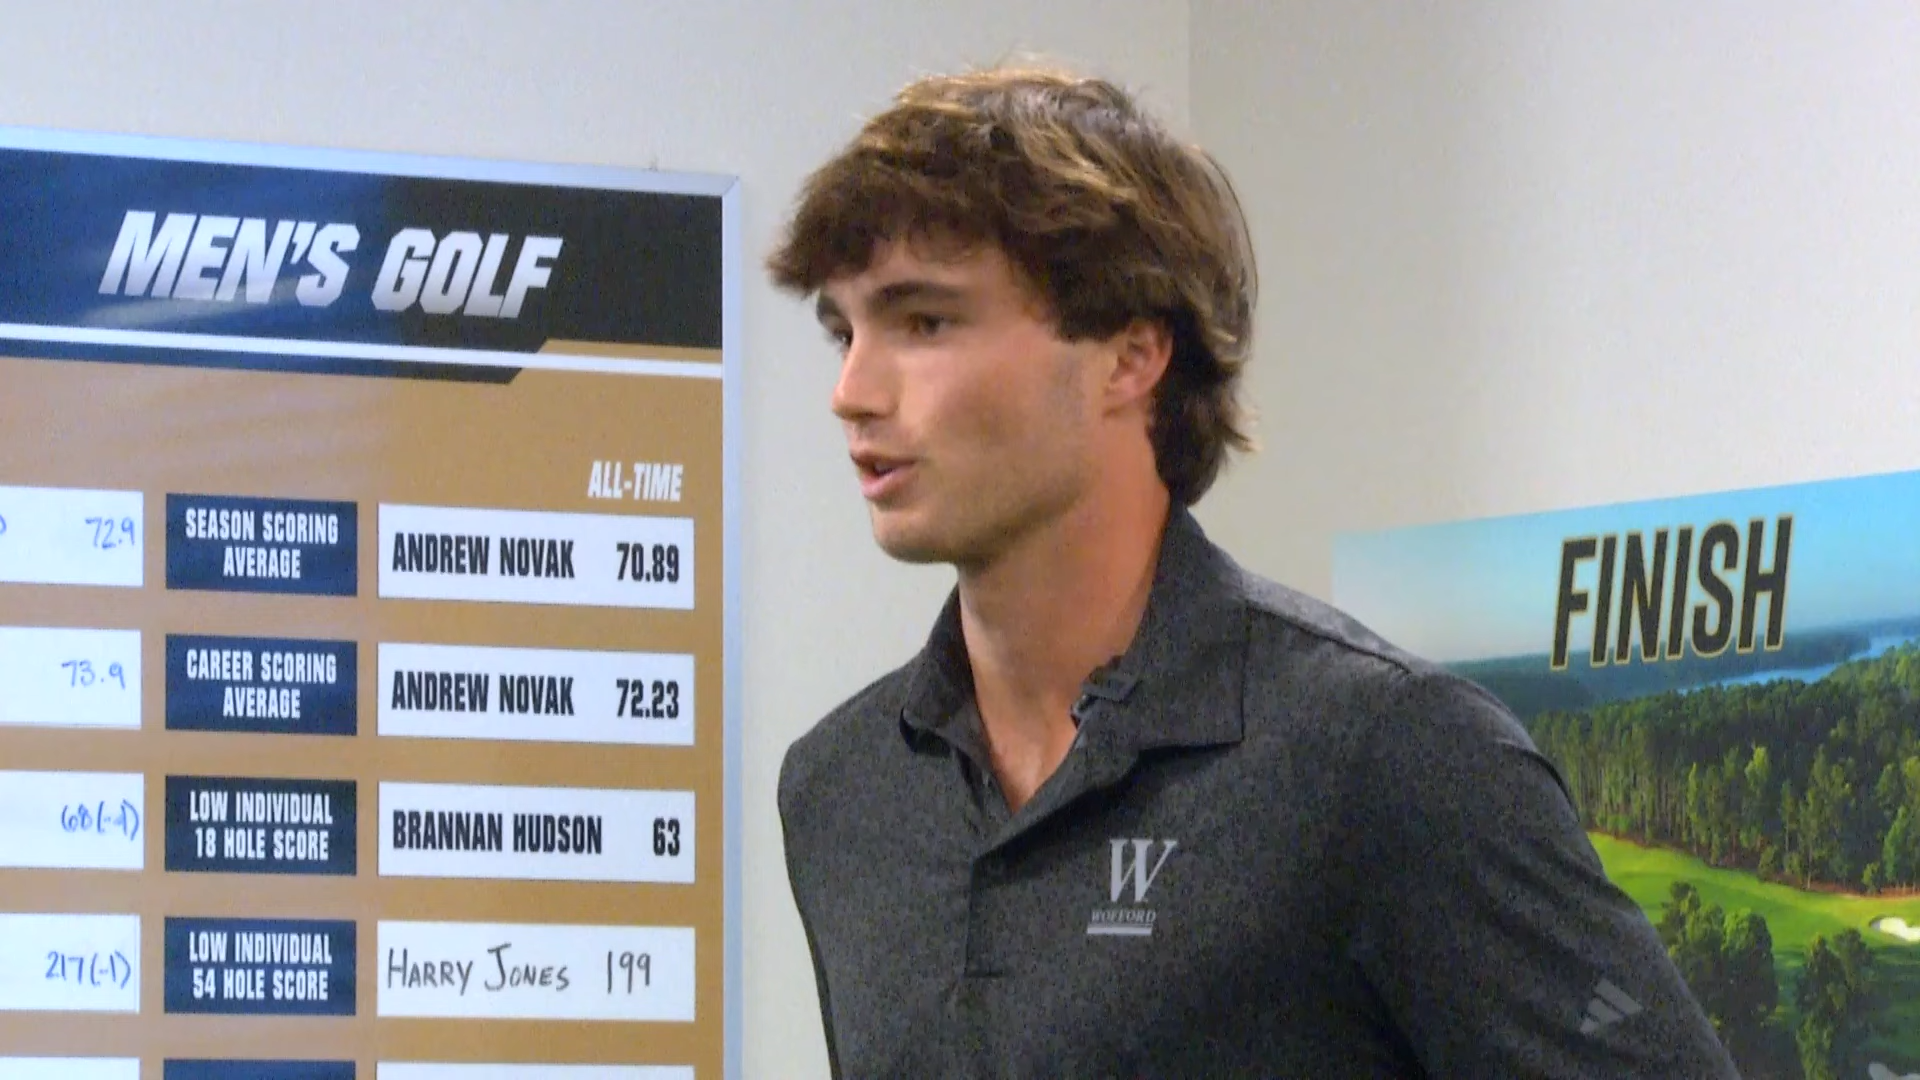 MEN'S GOLF
ALL-TIME
72.9
SEASON SCORING
AVERAGE
ANDREW NOVAK 70.89
73.9
CAREER SCORING
AVERAGE
ANDREW NOVAK 72.23
LOW INDIVIDUAL
18 HOLE SCORE
BRANNAN HUDSON 63
217(-1)
LOW INDIVIDUAL
54 HOLE SCORE
HARRY JONES 199
FINISH
W
WOFFORD